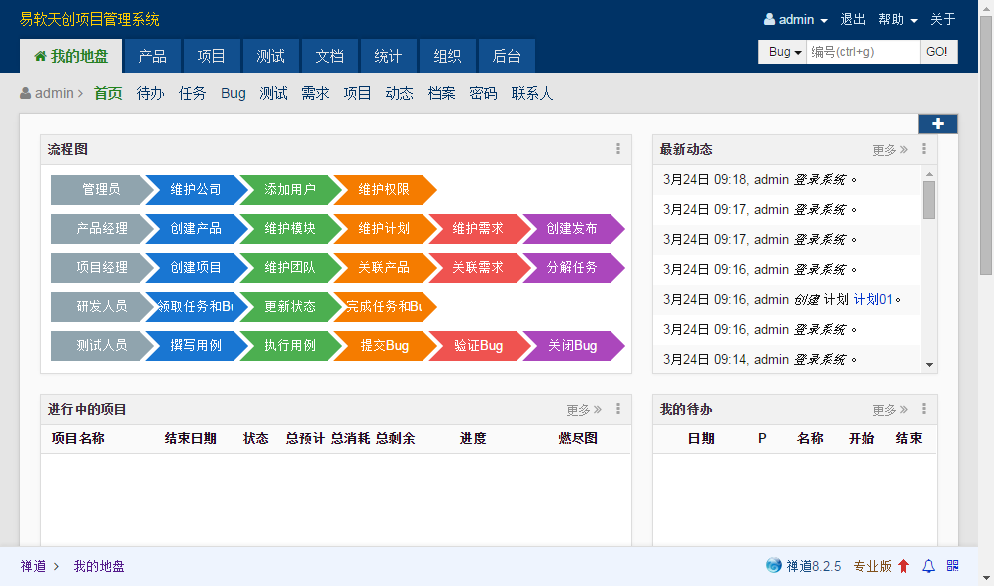 易软天创项目管理系统
admin 退出 帮助 关于
我的地盘 产品 项目 测试 文档 统计 组织 后台
Bug 编号(ctrl+g) GO!
admin 首页 待办 任务 Bug 测试 需求 项目 动态 档案 密码 联系人
流程图
管理员 维护公司 添加用户 维护权限
产品经理 创建产品 维护模块 维护计划 维护需求 创建发布
项目经理 创建项目 维护团队 关联产品 关联需求 分解任务
研发人员 领取任务和Bu 更新状态 完成任务和Bu
测试人员 撰写用例 执行用例 提交Bug 验证Bug 关闭Bug
最新动态 更多
3月24日 09:18, admin 登录系统 。
3月24日 09:17, admin 登录系统 。
3月24日 09:17, admin 登录系统 。
3月24日 09:16, admin 登录系统 。
3月24日 09:16, admin 创建 计划 计划01。
3月24日 09:16, admin 登录系统 。
3月24日 09:14, admin 登录系统 。
进行中的项目 更多
项目名称 结束日期 状态 总预计 总消耗 总剩余 进度 燃尽图
我的待办 更多
日期 P 名称 开始 结束
禅道 我的地盘
禅道8.2.5 专业版